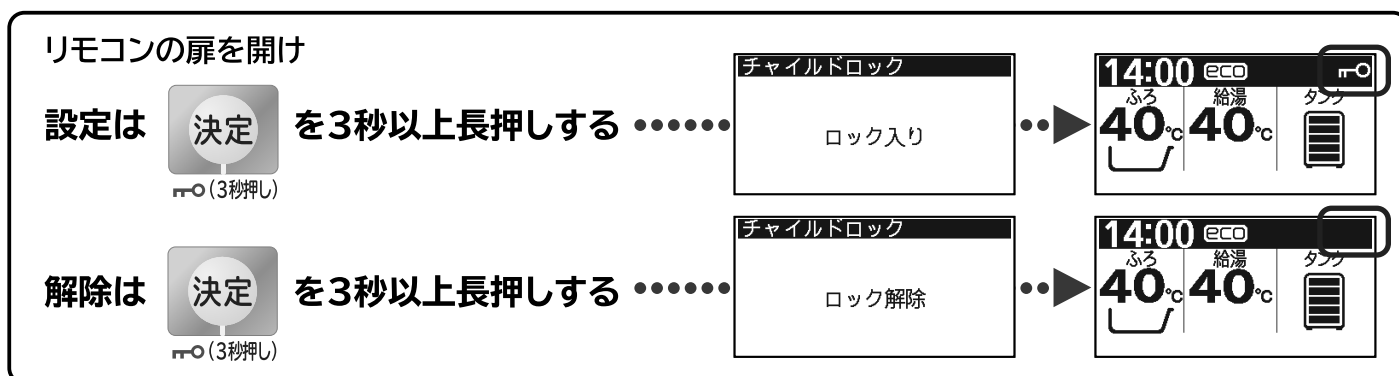 リモコンの扉を開け
設定は 決定 を3秒以上長押しする
(3秒押し)
チャイルドロック
ロック入り
14:00 eco
ふろ 給湯 タンク
40℃ 40℃
解除は 決定 を3秒以上長押しする
(3秒押し)
チャイルドロック
ロック解除
14:00 eco
ふろ 給湯 タンク
40℃ 40℃